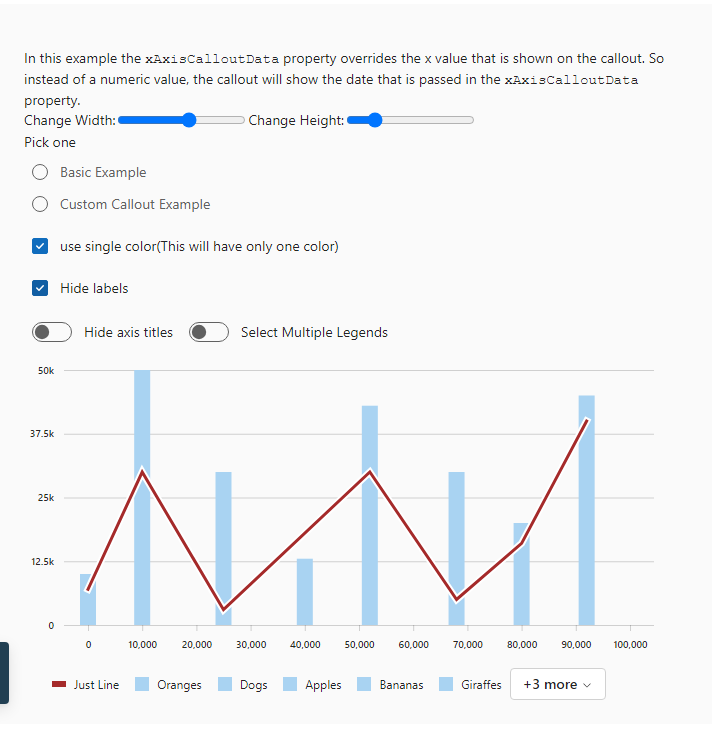 In this example the xAxisCalloutData property overrides the x value that is shown on the callout. So
instead of a numeric value, the callout will show the date that is passed in the xAxisCalloutData
property.
Change Width: Change Height:
Pick one
Basic Example
Custom Callout Example
use single color(This will have only one color)
Hide labels
Hide axis titles Select Multiple Legends
50k
37.5k
25k
12.5k
0
0 10,000 20,000 30,000 40,000 50,000 60,000 70,000 80,000 90,000 100,000
Just Line Oranges Dogs Apples Bananas Giraffes +3 more